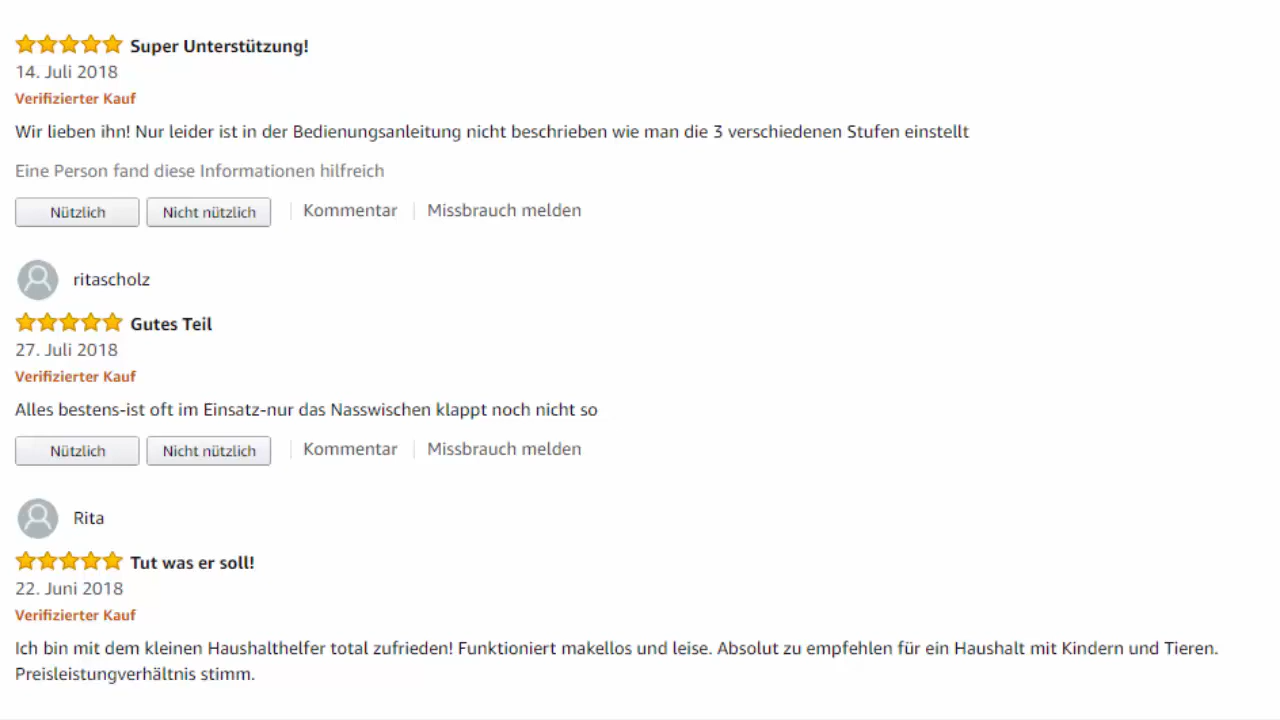 Super Unterstützung!
14. Juli 2018
Verifizierter Kauf
Wir lieben ihn! Nur leider ist in der Bedienungsanleitung nicht beschrieben wie man die 3 verschiedenen Stufen einstellt
Eine Person fand diese Informationen hilfreich
Nützlich Nicht nützlich Kommentar Missbrauch melden
ritascholz
Gutes Teil
27. Juli 2018
Verifizierter Kauf
Alles bestens-ist oft im Einsatz-nur das Nasswischen klappt noch nicht so
Nützlich Nicht nützlich Kommentar Missbrauch melden
Rita
Tut was er soll!
22. Juni 2018
Verifizierter Kauf
Ich bin mit dem kleinen Haushalthelfer total zufrieden! Funktioniert makellos und leise. Absolut zu empfehlen für ein Haushalt mit Kindern und Tieren.
Preisleistungverhältnis stimm.